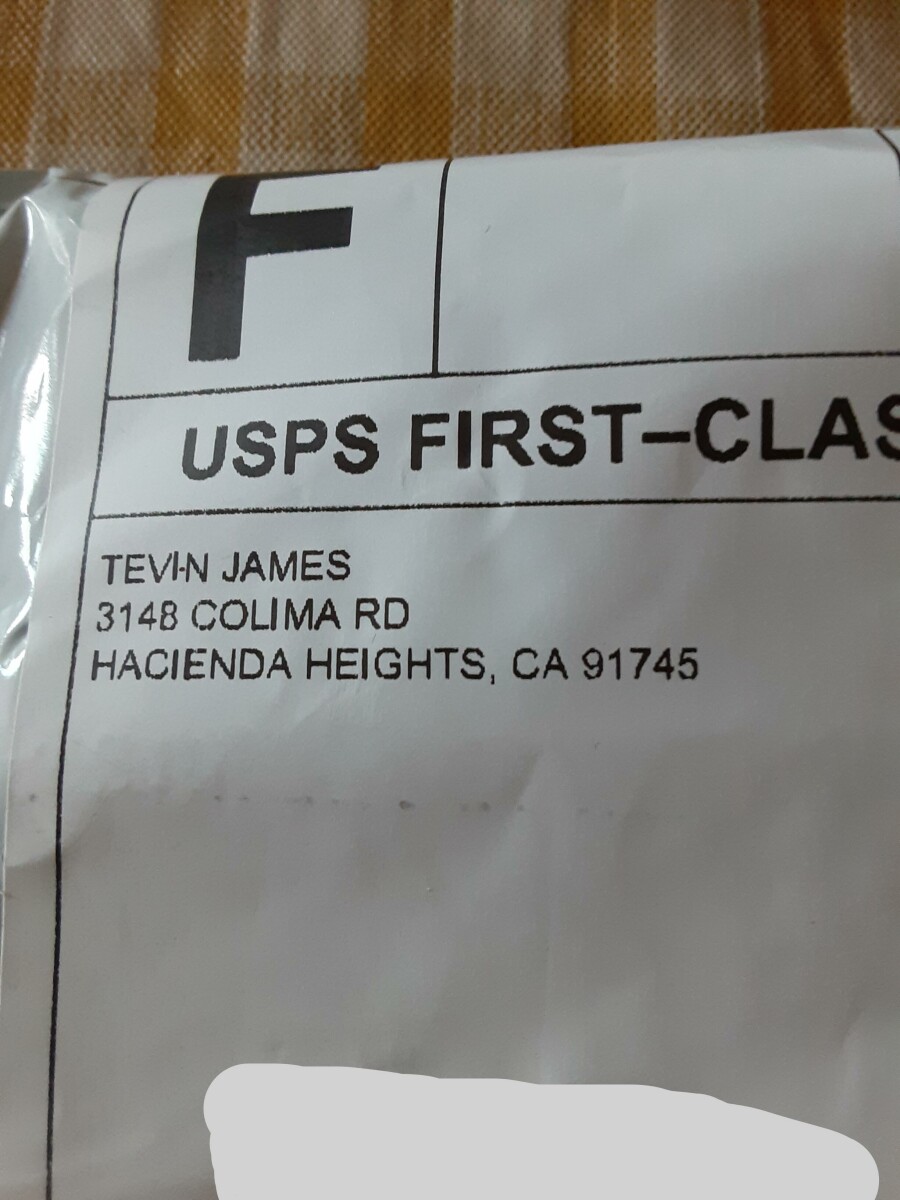 F
USPS FIRST-CLAS
TEVIN JAMES
3148 COLIMA RD
HACIENDA HEIGHTS, CA 91745